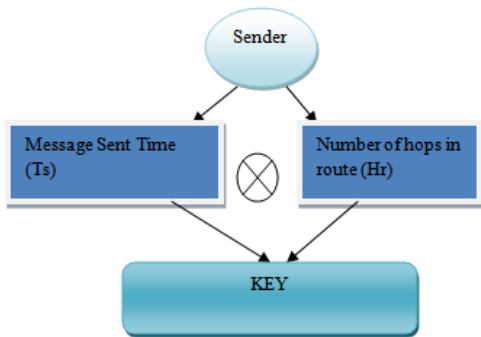 Sender
Message Sent Time
(Ts)
Number of hops in
route (Hr)
KEY